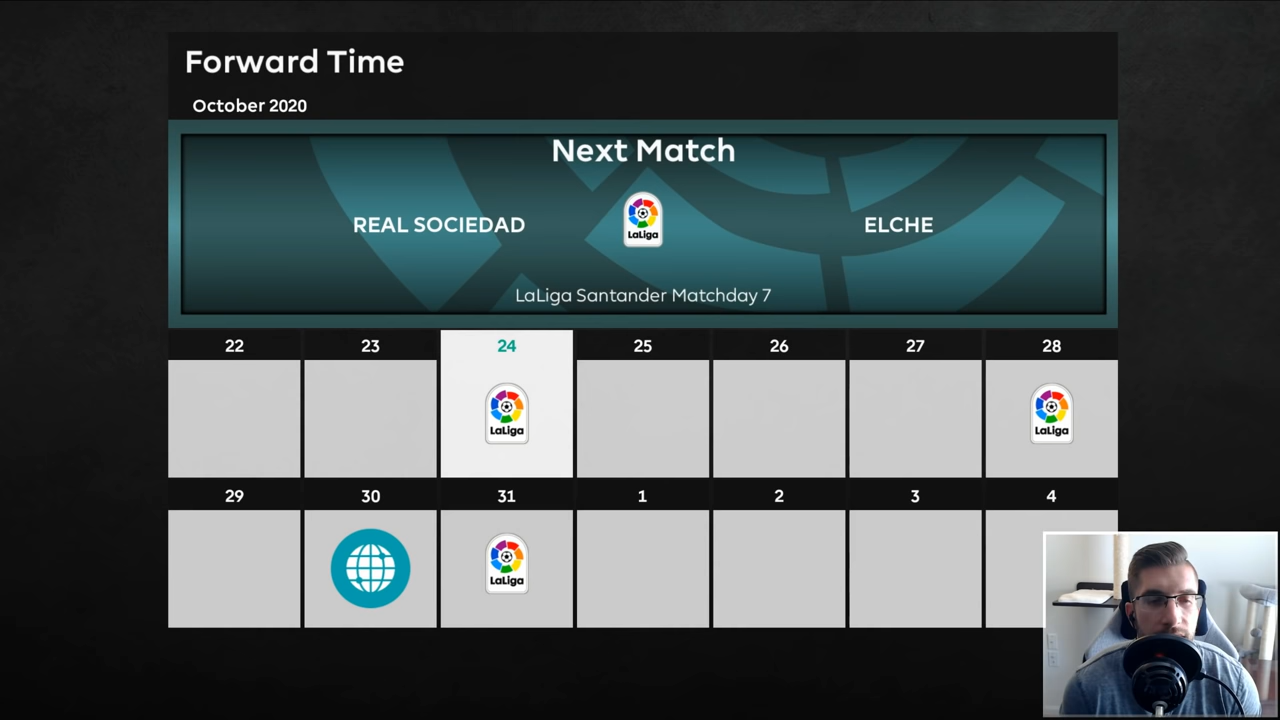 Forward Time
October 2020
Next Match
REAL SOCIEDAD
LaLiga
ELCHE
LaLiga Santander Matchday 7
22 23 24 25 26 27 28
LaLiga LaLiga
29 30 31 1 2 3 4
LaLiga